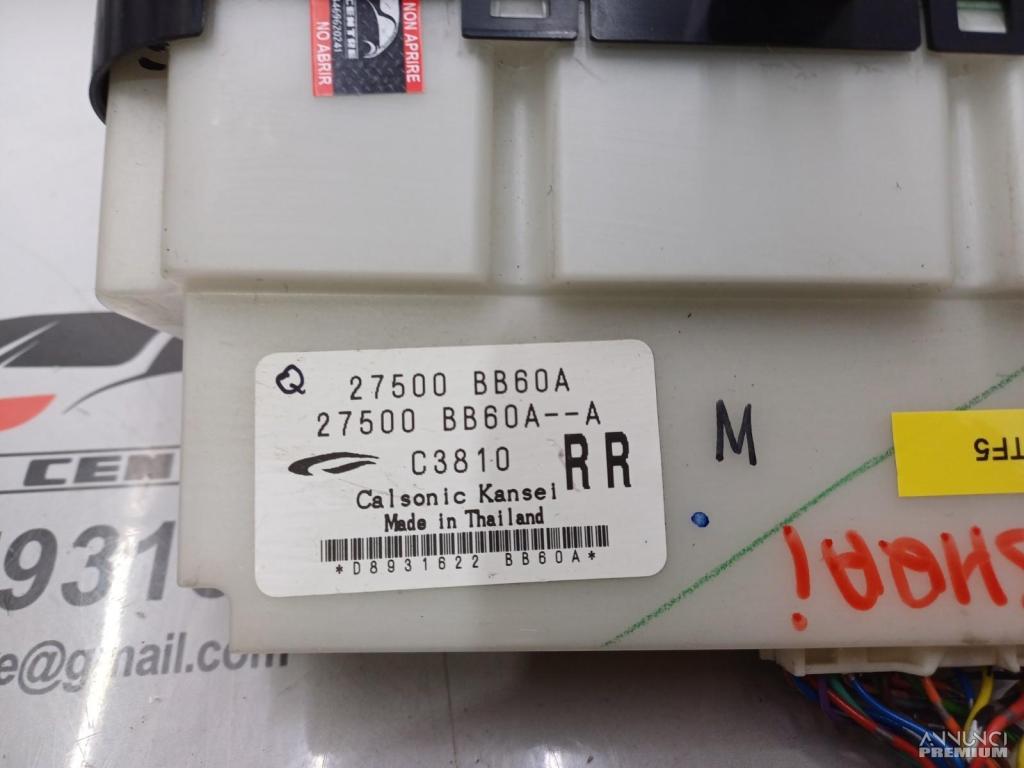 NON APRIRE
3469620241
NO ABRIR
Q
27500 BB60A
27500 BB60A--A
C3810
RR
Calsonic Kansei
Made in Thailand
*D8931622 BB60A*
M
TF5
CEN
@gmail.com
ANNUNCI
PREMIUM